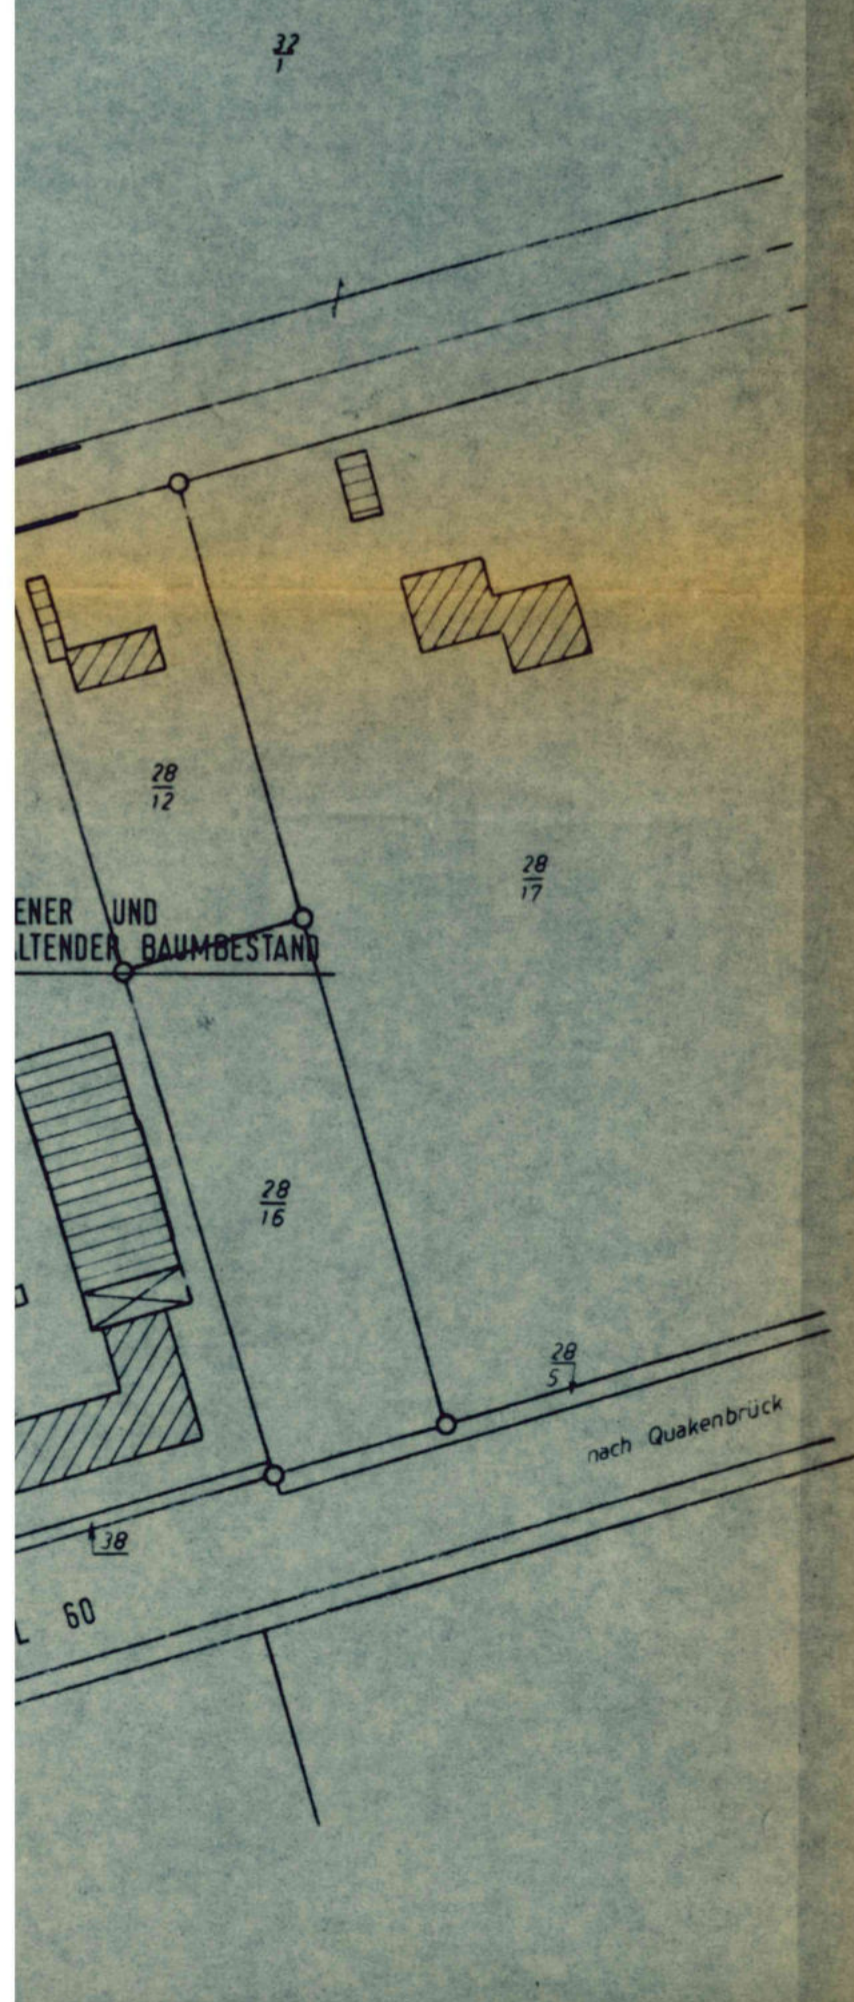 32
1
28
12
28
17
ENER UND
LTENDER BAUMBESTAND
28
16
28
5
nach Quakenbrück
38
L 60